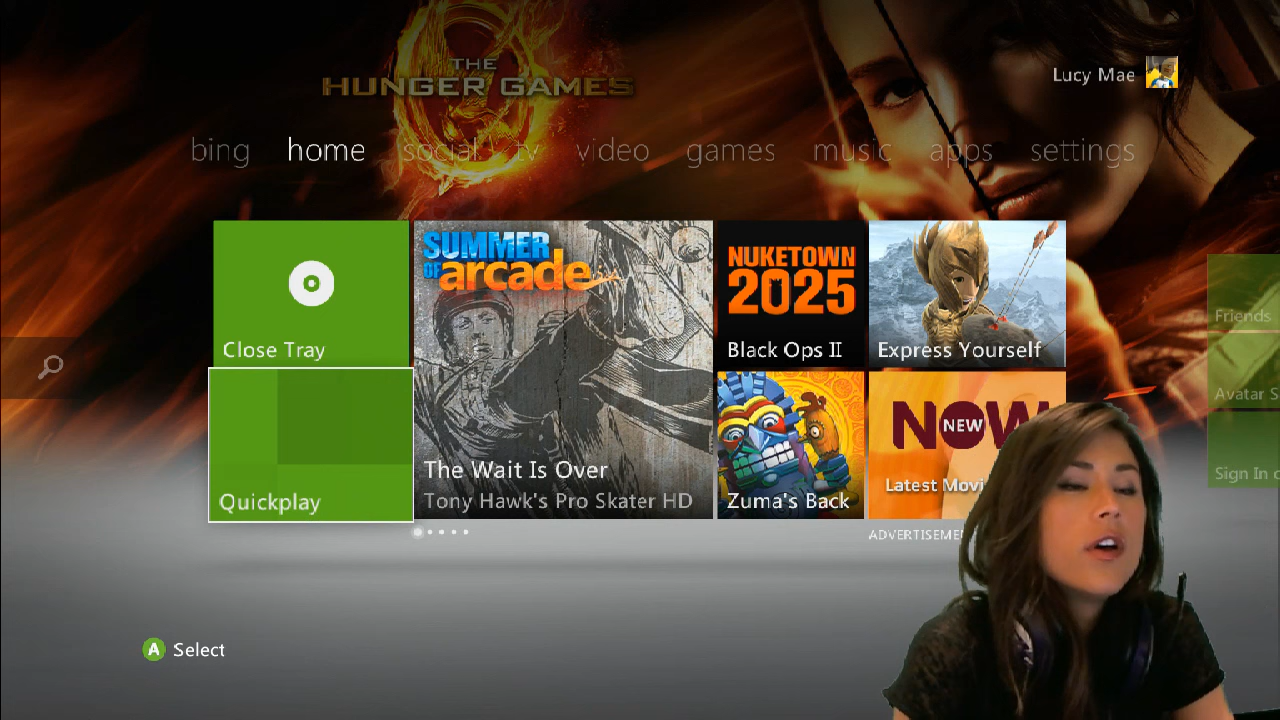 THE
HUNGER GAMES
Lucy Mae
bing home social tv video games music apps settings
Close Tray
SUMMER
OF arcade
NUKETOWN
2025
Black Ops II
Express Yourself
Friends
Avatar S
Quickplay
The Wait Is Over
Tony Hawk's Pro Skater HD
Zuma's Back
NOW
NEW
Latest Movi
Sign In o
ADVERTISEME
A Select